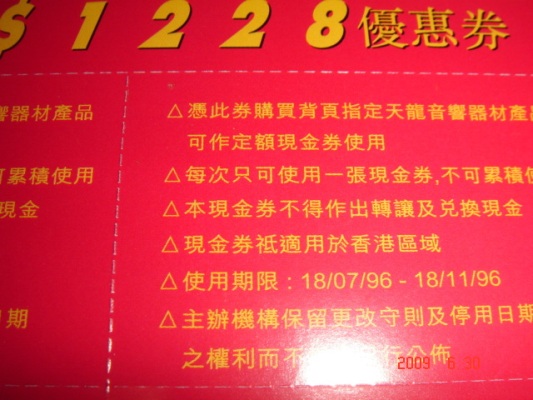 $1228優惠券
響器材產品
可累積使用
現金
日期
△憑此券購買背頁指定天龍音響器材產品
可作定額現金券使用
△每次只可使用一張現金券,不可累積使
△本現金券不得作出轉讓及兌換現金
△現金券祗適用於香港區域
△使用期限:18/07/96 - 18/11/96
△主辦機構保留更改守則及停用日期
之權利而不 行公佈
2009 6 30